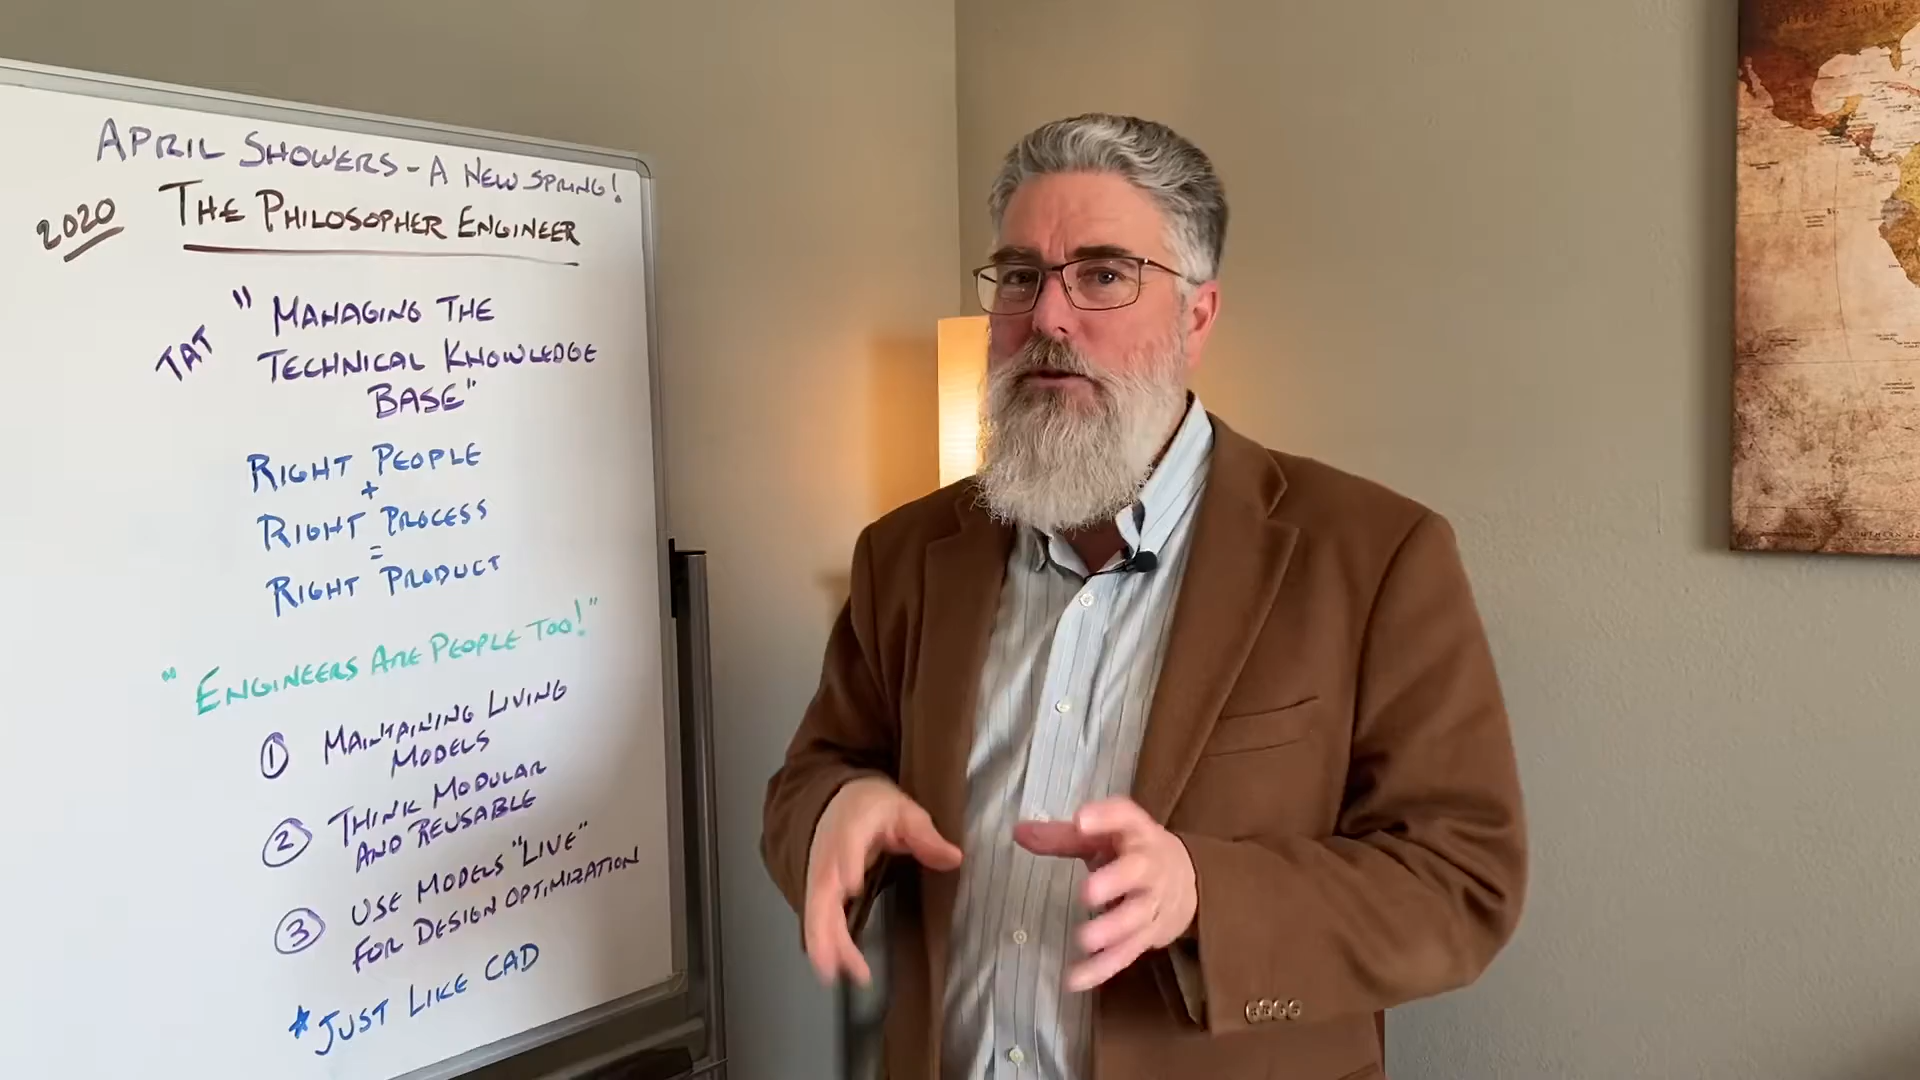 APRIL SHOWERS - A NEW SPRING!
2020 THE PHILOSOPHER ENGINEER
TAT "MANAGING THE
TECHNICAL KNOWLEDGE
BASE"
RIGHT PEOPLE
+
RIGHT PROCESS
=
RIGHT PRODUCT
"ENGINEERS ARE PEOPLE TOO!"
① MAINTAINING LIVING
MODELS
② THINK MODULAR
AND REUSABLE
③ USE MODELS "LIVE"
FOR DESIGN OPTIMIZATION
* JUST LIKE CAD
UNITED STATES